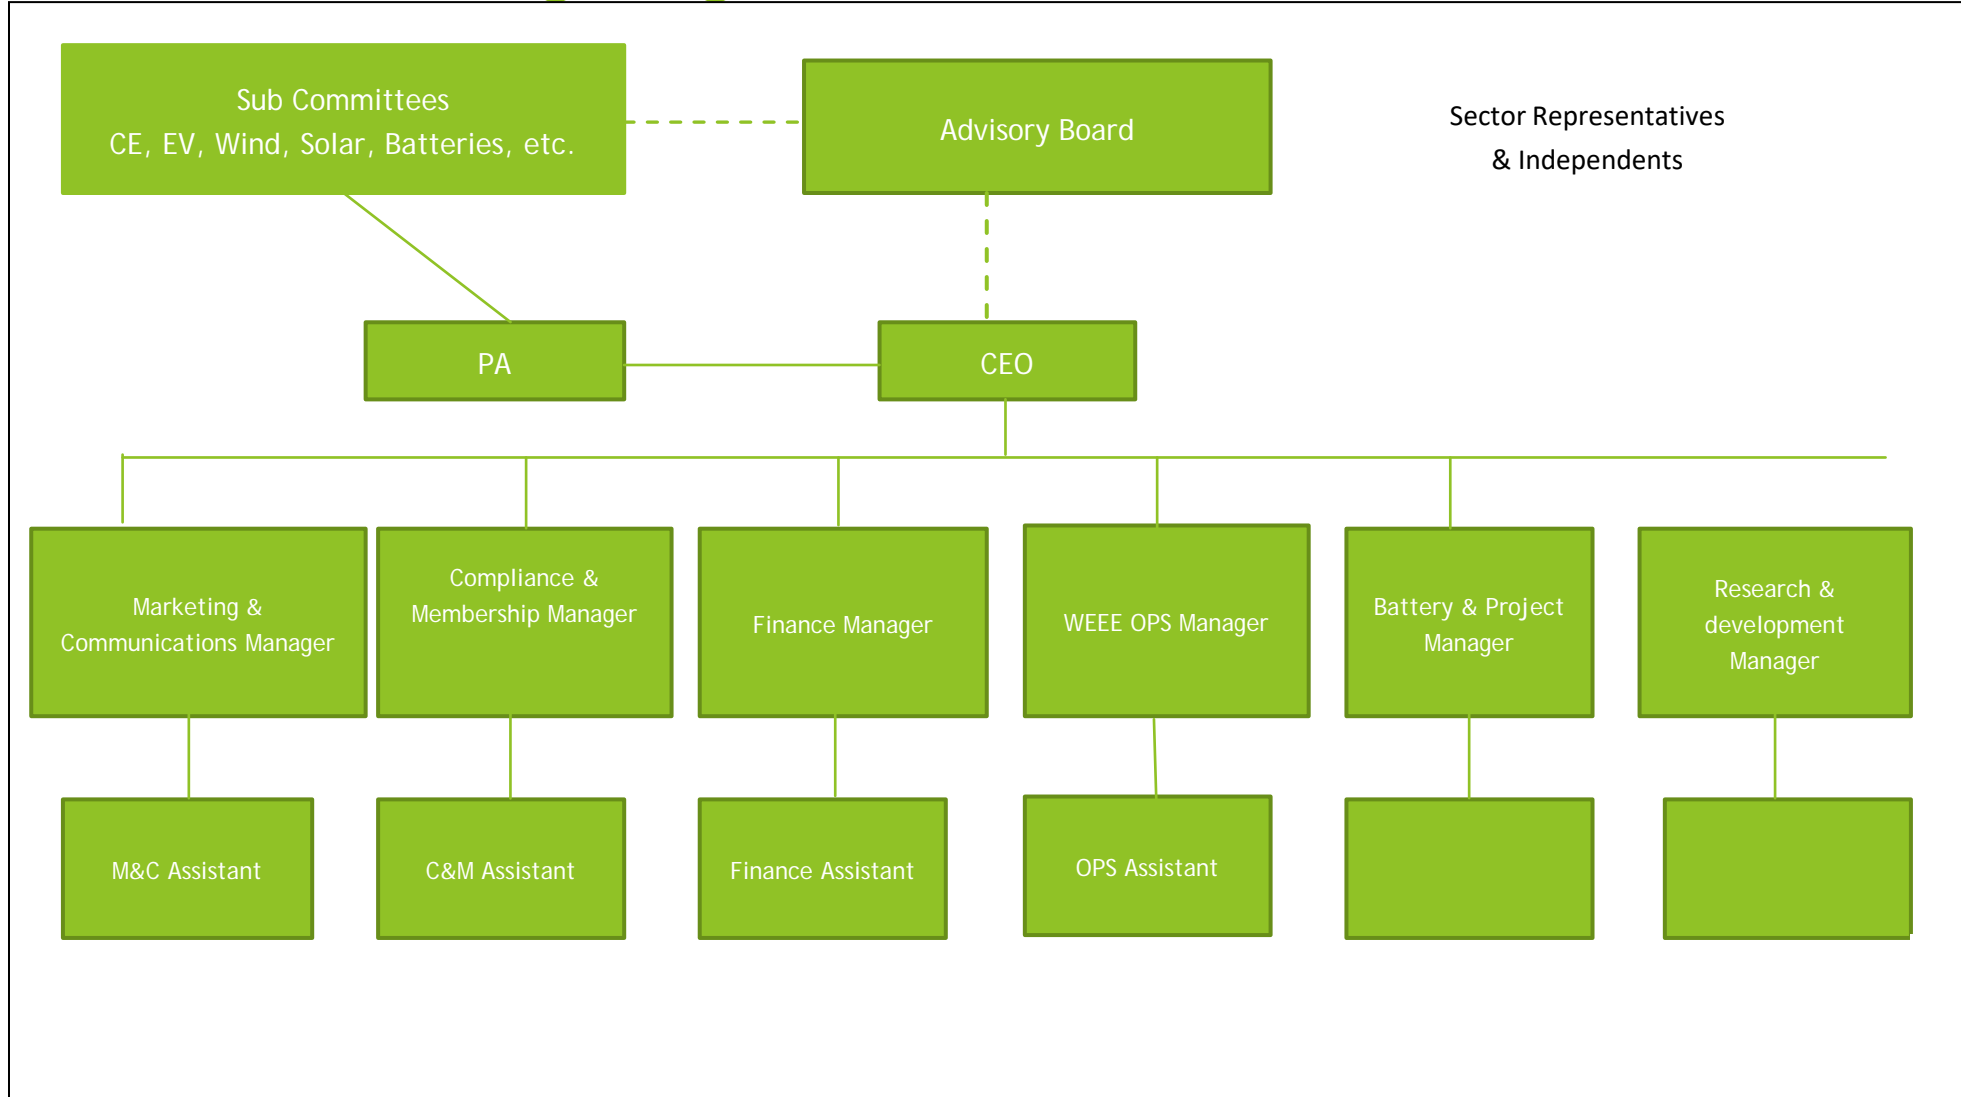 Sub Committees
CE, EV, Wind, Solar, Batteries, etc.
Advisory Board
Sector Representatives
& Independents
PA
CEO
Marketing &
Communications Manager
Compliance &
Membership Manager
Finance Manager
WEEE OPS Manager
Battery & Project
Manager
Research &
development
Manager
M&C Assistant
C&M Assistant
Finance Assistant
OPS Assistant